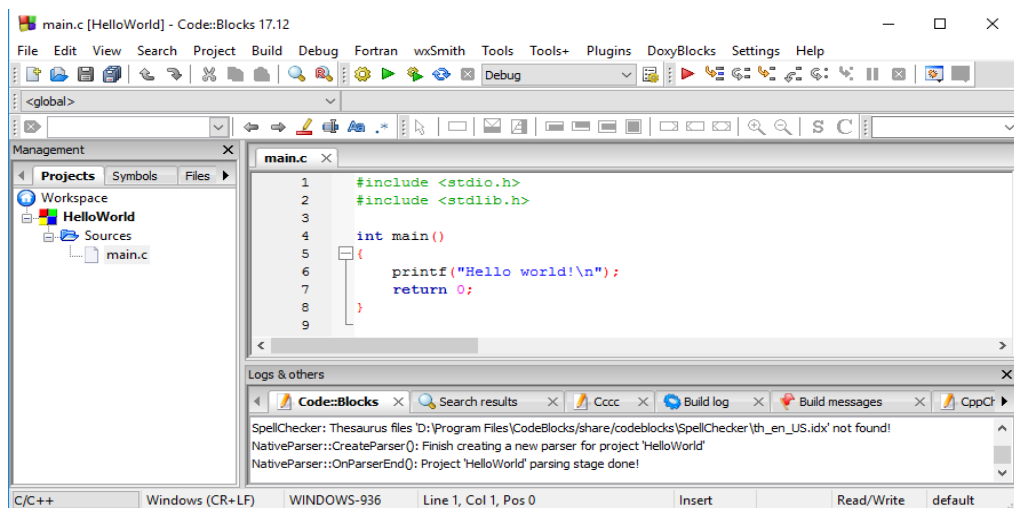 main.c [HelloWorld] - Code::Blocks 17.12
File Edit View Search Project Build Debug Fortran wxSmith Tools Tools+ Plugins DoxyBlocks Settings Help
Debug
<global>
Aa .* S C
Management
Projects Symbols Files
Workspace
HelloWorld
Sources
main.c
main.c
1 #include <stdio.h>
2 #include <stdlib.h>
3
4 int main()
5 {
6 printf("Hello world!\n");
7 return 0;
8 }
9
Logs & others
Code::Blocks Search results Cccc Build log Build messages CppCh
SpellChecker: Thesaurus files 'D:\Program Files\CodeBlocks/share/codeblocks\SpellChecker\th_en_US.idx' not found!
NativeParser::CreateParser(): Finish creating a new parser for project 'HelloWorld'
NativeParser::OnParserEnd(): Project 'HelloWorld' parsing stage done!
C/C++ Windows (CR+LF) WINDOWS-936 Line 1, Col 1, Pos 0 Insert Read/Write default